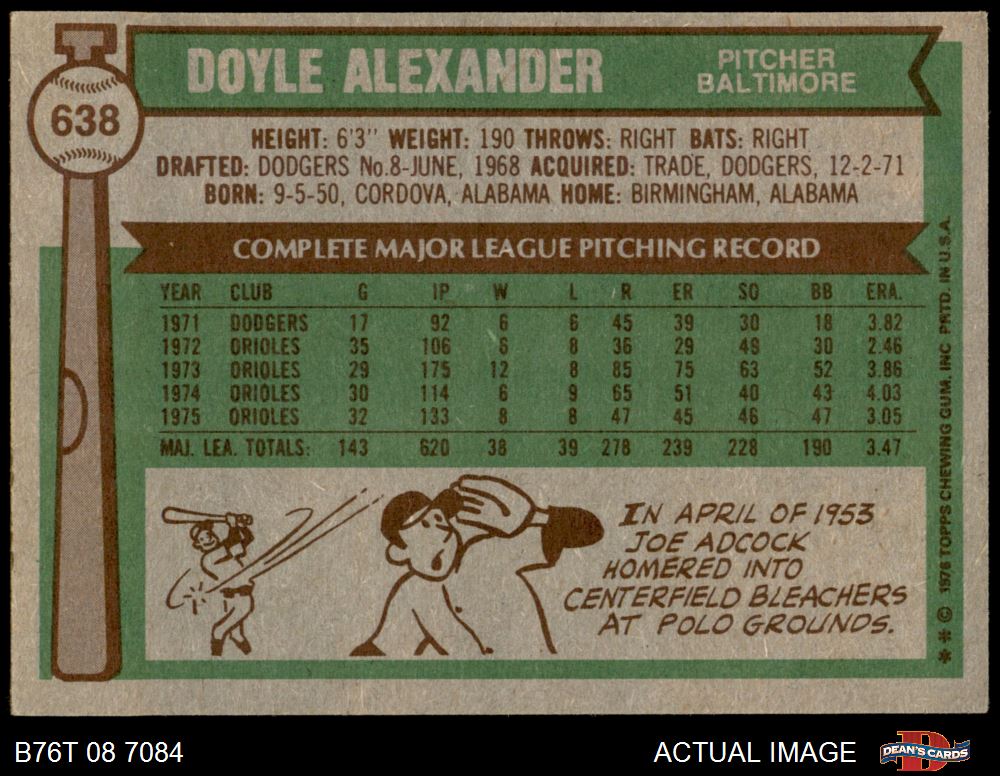 638
DOYLE ALEXANDER
PITCHER
BALTIMORE
HEIGHT: 6'3" WEIGHT: 190 THROWS: RIGHT BATS: RIGHT
DRAFTED: DODGERS No.8-JUNE, 1968 ACQUIRED: TRADE, DODGERS, 12-2-71
BORN: 9-5-50, CORDOVA, ALABAMA HOME: BIRMINGHAM, ALABAMA
COMPLETE MAJOR LEAGUE PITCHING RECORD
YEAR CLUB G IP W L R ER SO BB ERA.
1971 DODGERS 17 92 6 6 45 39 30 18 3.82
1972 ORIOLES 35 106 6 8 36 29 49 30 2.46
1973 ORIOLES 29 175 12 8 85 75 63 52 3.86
1974 ORIOLES 30 114 6 9 65 51 40 43 4.03
1975 ORIOLES 32 133 8 8 47 45 46 47 3.05
MAJ. LEA. TOTALS: 143 620 38 39 278 239 228 190 3.47
IN APRIL OF 1953
JOE ADCOCK
HOMERED INTO
CENTERFIELD BLEACHERS
AT POLO GROUNDS.
* * © 1976 TOPPS CHEWING GUM, INC PRTD. IN U.S.A.
B76T 08 7084
ACTUAL IMAGE
D
DEAN'S CARDS